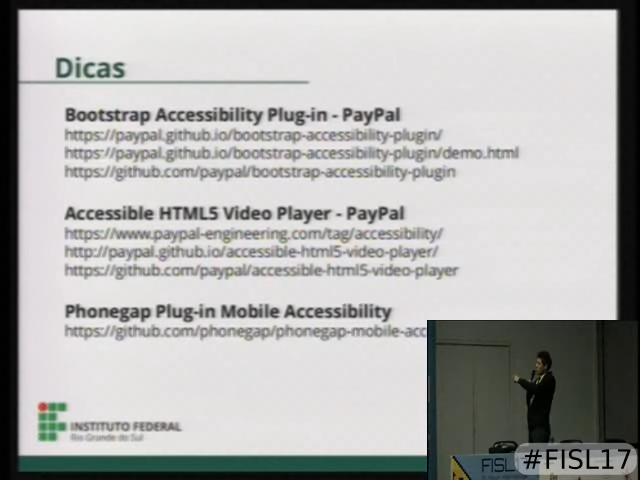 Dicas
Bootstrap Accessibility Plug-in - PayPal
https://paypal.github.io/bootstrap-accessibility-plugin/
https://paypal.github.io/bootstrap-accessibility-plugin/demo.html
https://github.com/paypal/bootstrap-accessibility-plugin
Accessible HTML5 Video Player - PayPal
https://www.paypal-engineering.com/tag/accessibility/
http://paypal.github.io/accessible-html5-video-player/
https://github.com/paypal/accessible-html5-video-player
Phonegap Plug-in Mobile Accessibility
https://github.com/phonegap/phonegap-mobile-acc
INSTITUTO FEDERAL
Rio Grande do Sul
FISL
#FISL17